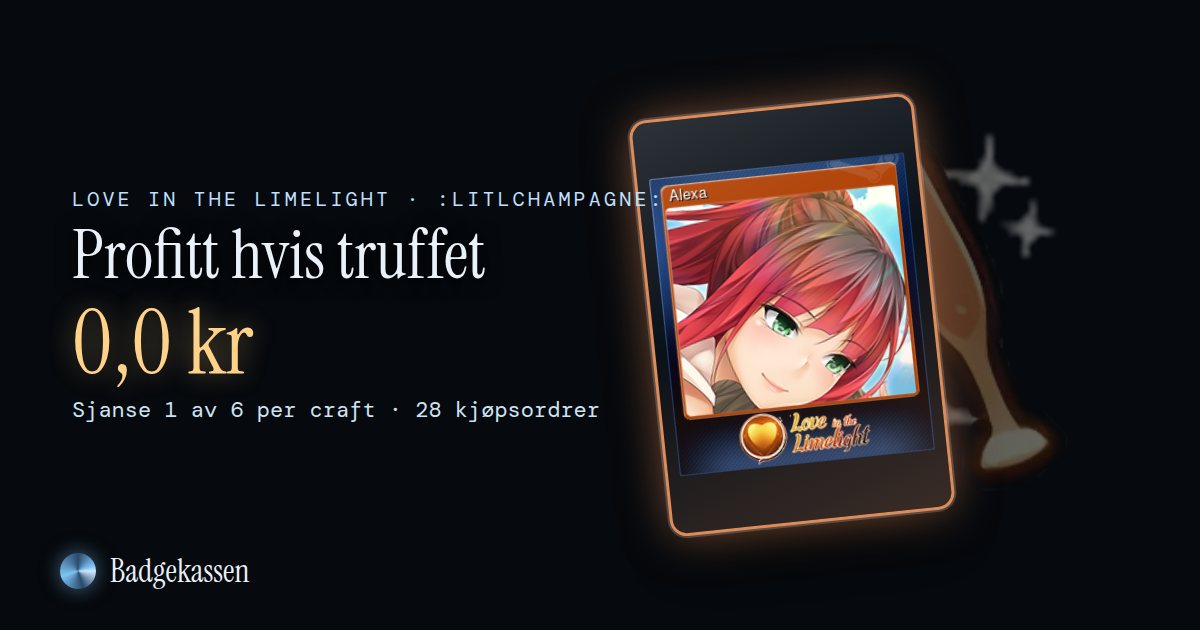 LOVE IN THE LIMELIGHT · :LITLCHAMPAGNE:
Profitt hvis truffet
0,0 kr
Sjanse 1 av 6 per craft · 28 kjøpsordrer
Alexa
Love in the
Limelight
Badgekassen